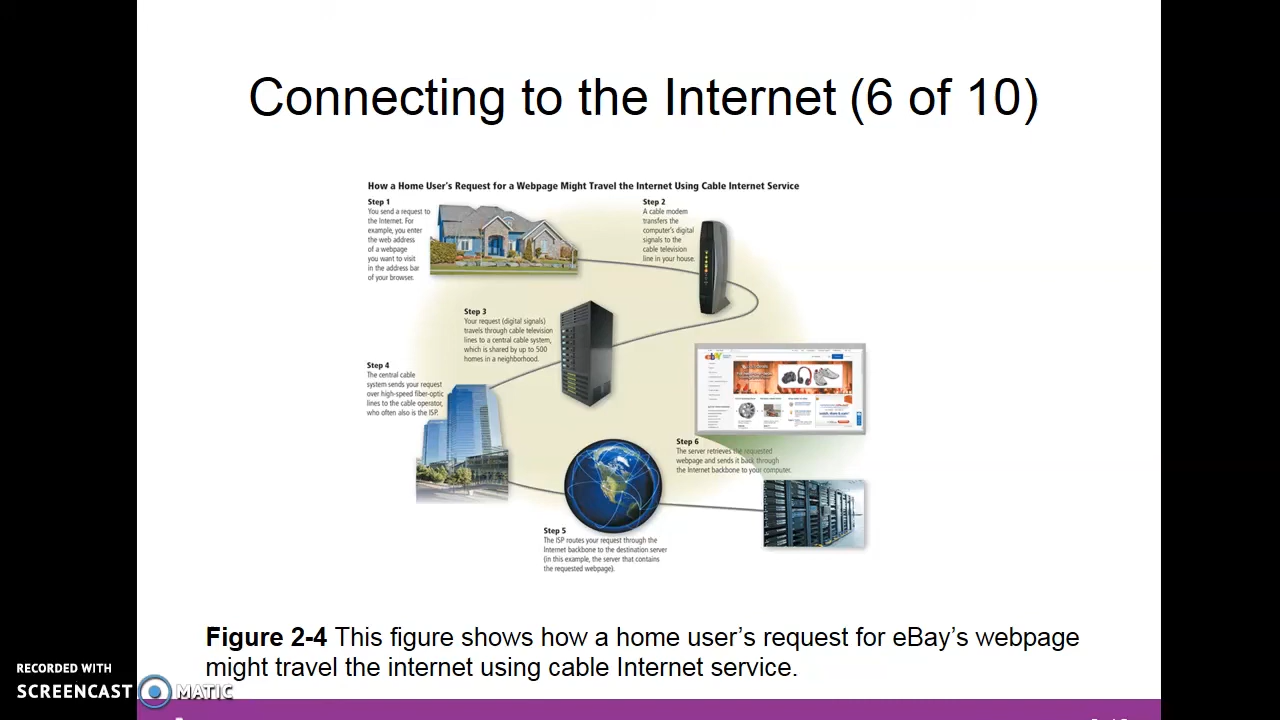 Connecting to the Internet (6 of 10)
How a Home User's Request for a Webpage Might Travel the Internet Using Cable Internet Service
Step 1
You send a request to
the Internet. For
example, you enter
the web address
of a webpage
you want to visit
in the address bar
of your browser.
Step 2
A cable modem
transfers the
computer's digital
signals to the
cable television
line in your house.
Step 3
Your request (digital signals)
travels through cable television
lines to a central cable system,
which is shared by up to 500
homes in a neighborhood.
Step 4
The central cable
system sends your request
over high-speed fiber-optic
lines to the cable operator,
who often also is the ISP.
ebay
Step 6
The server retrieves the requested
webpage and sends it back through
the Internet backbone to your computer.
Step 5
The ISP routes your request through the
Internet backbone to the destination server
(in this example, the server that contains
the requested webpage).
Figure 2-4 This figure shows how a home user's request for eBay's webpage
might travel the internet using cable Internet service.
RECORDED WITH
SCREENCAST MATIC